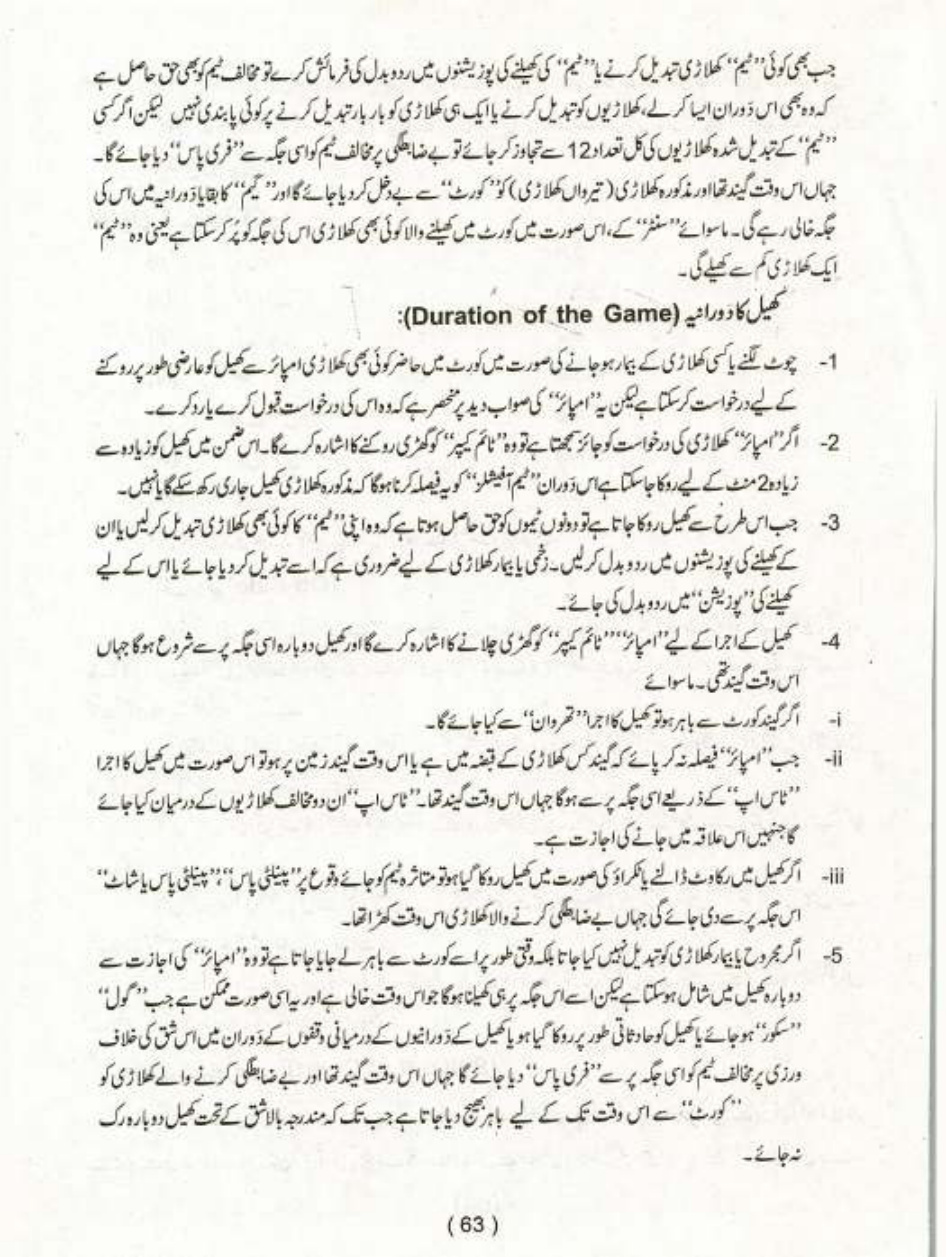 جب بھی کوئی ''ٹیم'' کھلاڑی تبدیل کرنے یا ''ٹیم'' کی کھیلنے کی پوزیشنوں میں ردوبدل کی فرمائش کرے تو مخالف ٹیم کو بھی حق حاصل ہے
کہ وہ بھی اس دَوران ایسا کر لے، کھلاڑیوں کو تبدیل کرنے یا ایک ہی کھلاڑی کو بار بار تبدیل کرنے پر کوئی پابندی نہیں لیکن اگر کسی
''ٹیم'' کے تبدیل شدہ کھلاڑیوں کی کل تعداد 12 سے تجاوز کر جائے تو بے ضابطگی پر مخالف ٹیم کو اسی جگہ سے ''فری پاس'' دیا جائے گا۔
جہاں اس وقت گیند تھا اور مذکورہ کھلاڑی (تیرواں کھلاڑی) کو ''کورٹ'' سے بے دخل کر دیا جائے گا اور ''گیم'' کا بقایا دَورانیہ میں اس کی
جگہ خالی رہے گی۔ ماسوائے ''سنٹر'' کے، اس صورت میں کورٹ میں کھیلنے والا کوئی بھی کھلاڑی اس کی جگہ کو پُر کر سکتا ہے یعنی وہ ''ٹیم''
ایک کھلاڑی کم سے کھیلے گی۔
کھیل کا دَورانیہ (Duration of the Game):
1- چوٹ لگنے یا کسی کھلاڑی کے بیمار ہو جانے کی صورت میں کورٹ میں حاضر کوئی بھی کھلاڑی امپائر سے کھیل کو عارضی طور پر روکنے
کے لیے درخواست کر سکتا ہے لیکن یہ ''امپائر'' کی صواب دید پر منحصر ہے کہ وہ اس کی درخواست قبول کرے یا رد کرے۔
2- اگر ''امپائر'' کھلاڑی کی درخواست کو جائز سمجھتا ہے تو وہ ''ٹائم کیپر'' کو گھڑی روکنے کا اشارہ کرے گا۔ اس ضمن میں کھیل کو زیادہ سے
زیادہ 2 منٹ کے لیے روکا جا سکتا ہے اس دَوران ''ٹیم آفیشلز'' کو یہ فیصلہ کرنا ہوگا کہ مذکورہ کھلاڑی کھیل جاری رکھ سکے گا یا نہیں۔
3- جب اس طرح سے کھیل روکا جاتا ہے تو دونوں ٹیموں کو حق حاصل ہوتا ہے کہ وہ اپنی ''ٹیم'' کا کوئی بھی کھلاڑی تبدیل کر لیں یا ان
کے کھیلنے کی پوزیشنوں میں ردوبدل کر لیں۔ زخمی یا بیمار کھلاڑی کے لیے ضروری ہے کہ اسے تبدیل کر دیا جائے یا اس کے لیے
کھیلنے کی ''پوزیشن'' میں ردوبدل کی جائے۔
4- کھیل کے اجرا کے لیے ''امپائر'' ''ٹائم کیپر'' کو گھڑی چلانے کا اشارہ کرے گا اور کھیل دوبارہ اسی جگہ پر سے شروع ہوگا جہاں
اس وقت گیند تھی۔ ماسوائے
i- اگر گیند کورٹ سے باہر ہو تو کھیل کا اجرا ''تھروان'' سے کیا جائے گا۔
ii- جب ''امپائر'' فیصلہ نہ کر پائے کہ گیند کس کھلاڑی کے قبضہ میں ہے یا اس وقت گیند زمین پر ہو تو اس صورت میں کھیل کا اجرا
''ٹاس اپ'' کے ذریعے اسی جگہ پر سے ہوگا جہاں اس وقت گیند تھا۔ ''ٹاس اپ'' ان دو مخالف کھلاڑیوں کے درمیان کیا جائے
گا جنہیں اس علاقہ میں جانے کی اجازت ہے۔
iii- اگر کھیل میں رکاوٹ ڈالنے یا ٹکراؤ کی صورت میں کھیل روکا گیا ہو تو متاثرہ ٹیم کو جائے وقوع پر ''پینلٹی پاس''، ''پینلٹی پاس یا شاٹ''
اس جگہ پر سے دی جائے گی جہاں بے ضابطگی کرنے والا کھلاڑی اس وقت کھڑا تھا۔
5- اگر مجروح یا بیمار کھلاڑی کو تبدیل نہیں کیا جاتا بلکہ وقتی طور پر اسے کورٹ سے باہر لے جایا جاتا ہے تو وہ ''امپائر'' کی اجازت سے
دوبارہ کھیل میں شامل ہو سکتا ہے لیکن اسے اس جگہ پر ہی کھیلنا ہوگا جو اس وقت خالی ہے اور یہ اسی صورت ممکن ہے جب ''گول''
''سکور'' ہو جائے یا کھیل کو حادثاتی طور پر روکا گیا ہو یا کھیل کے دَورانیوں کے درمیانی وقفوں کے دَوران میں اس شق کی خلاف
ورزی پر مخالف ٹیم کو اسی جگہ پر سے ''فری پاس'' دیا جائے گا جہاں اس وقت گیند تھا اور بے ضابطگی کرنے والے کھلاڑی کو
''کورٹ'' سے اس وقت تک کے لیے باہر بھیج دیا جاتا ہے جب تک کہ مندرجہ بالا شق کے تحت کھیل دوبارہ رک
نہ جائے۔
(63)